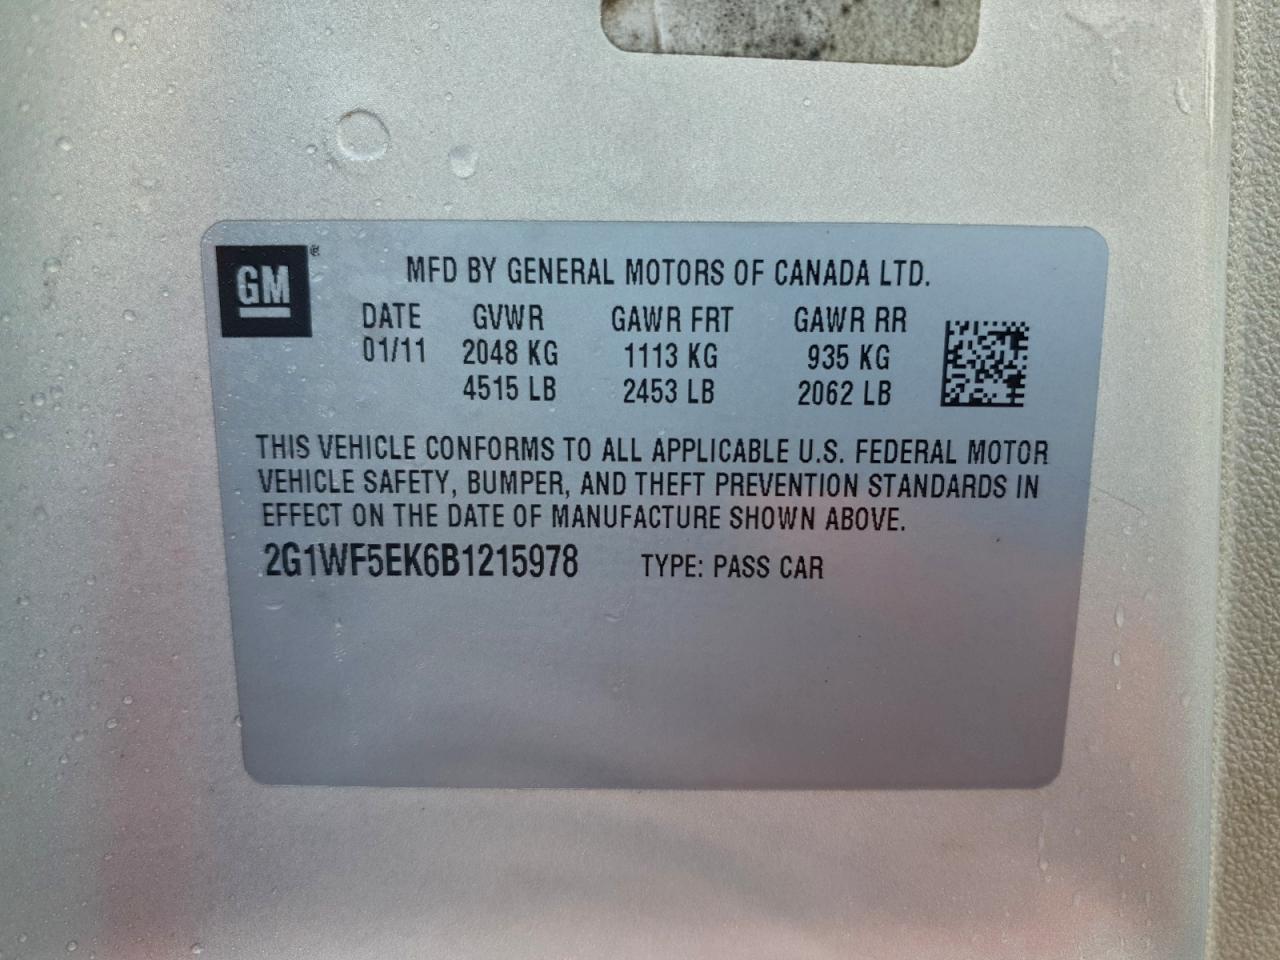 GM ®
MFD BY GENERAL MOTORS OF CANADA LTD.
DATE GVWR GAWR FRT GAWR RR
01/11 2048 KG 1113 KG 935 KG
4515 LB 2453 LB 2062 LB
THIS VEHICLE CONFORMS TO ALL APPLICABLE U.S. FEDERAL MOTOR
VEHICLE SAFETY, BUMPER, AND THEFT PREVENTION STANDARDS IN
EFFECT ON THE DATE OF MANUFACTURE SHOWN ABOVE.
2G1WF5EK6B1215978 TYPE: PASS CAR